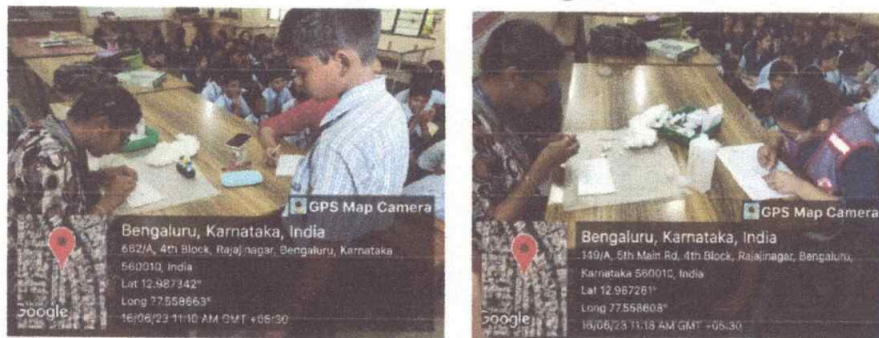 GPS Map Camera
Bengaluru, Karnataka, India
682/A, 4th Block, Rajajinagar, Bengaluru, Karnataka
560010, India
Lat 12.987342°
Long 77.558663°
16/06/23 11:10 AM GMT +05:30
Google
GPS Map Camera
Bengaluru, Karnataka, India
149/A, 5th Main Rd, 4th Block, Rajajinagar, Bengaluru,
Karnataka 560010, India
Lat 12.987261°
Long 77.558608°
16/06/23 11:18 AM GMT +05:30
Google